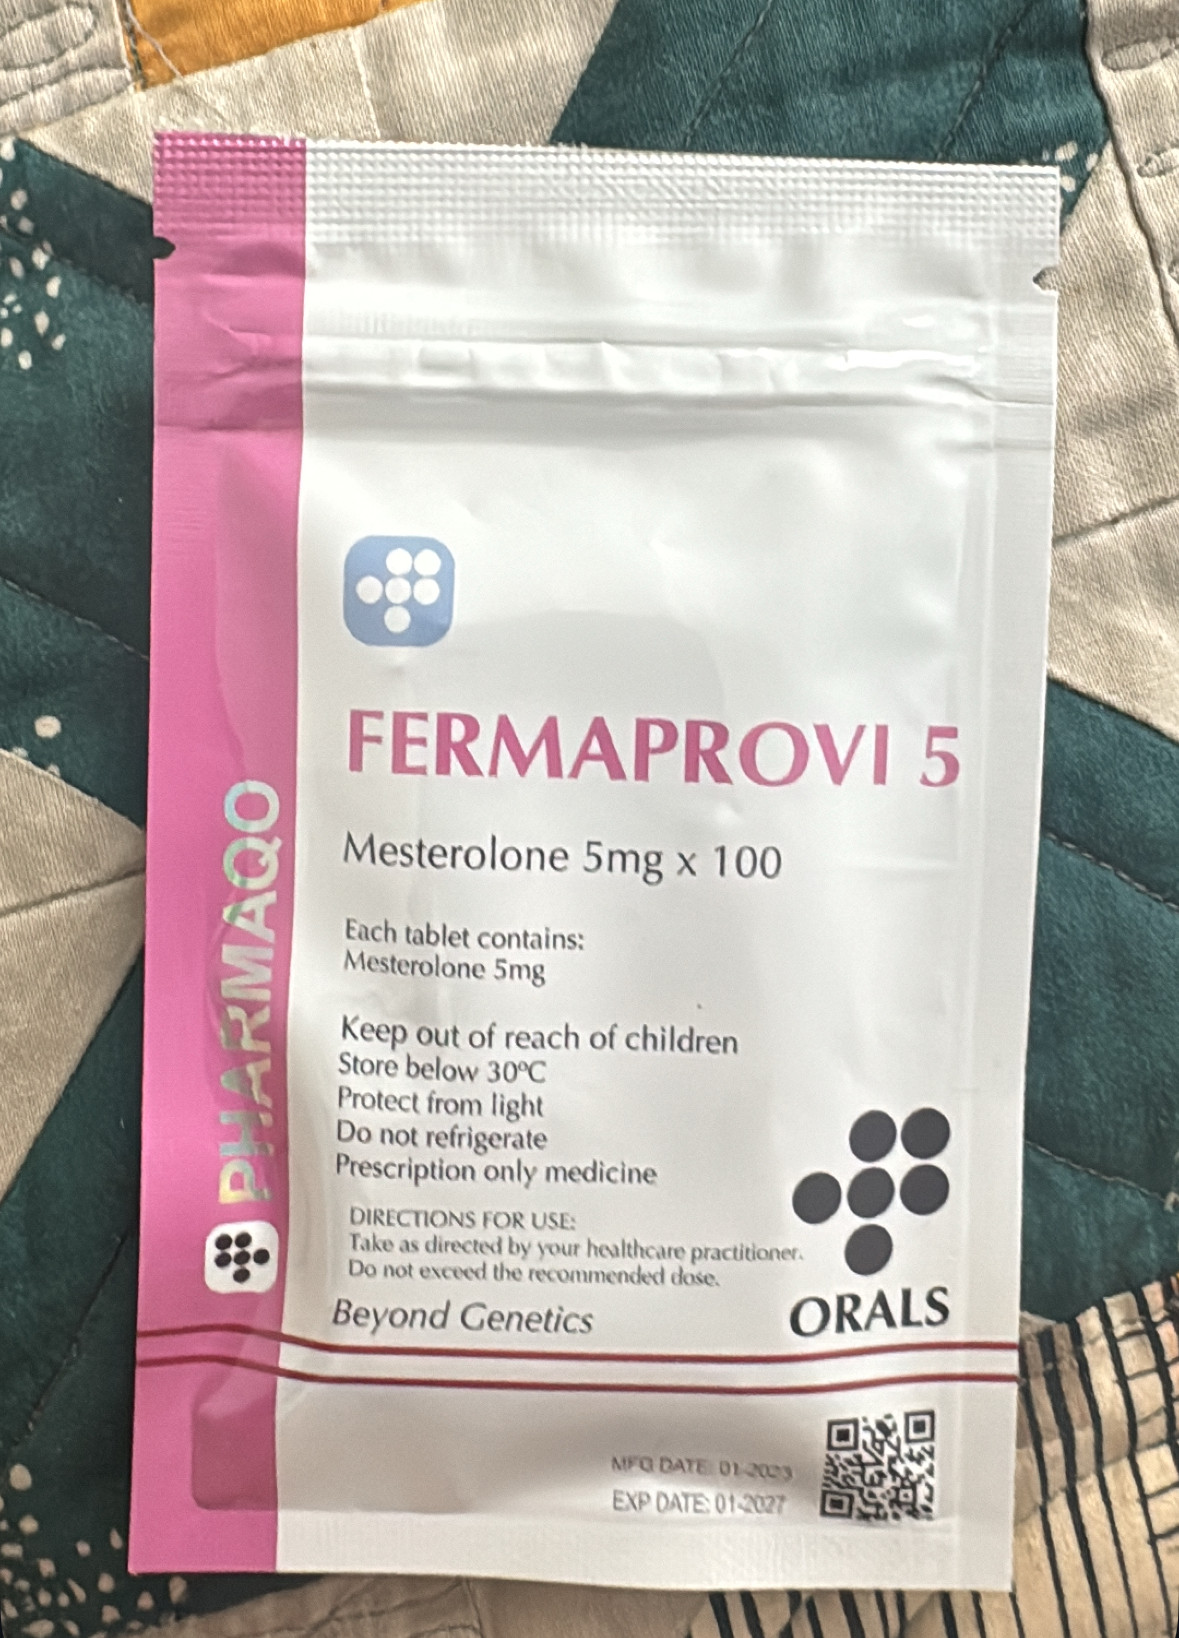 FERMAPROVI 5
Mesterolone 5mg x 100
Each tablet contains:
Mesterolone 5mg
Keep out of reach of children
Store below 30ºC
Protect from light
Do not refrigerate
Prescription only medicine
DIRECTIONS FOR USE:
Take as directed by your healthcare practitioner.
Do not exceed the recommended dose.
Beyond Genetics
ORALS
PHARMAQO
MFG DATE: 01-2023
EXP DATE: 01-2027